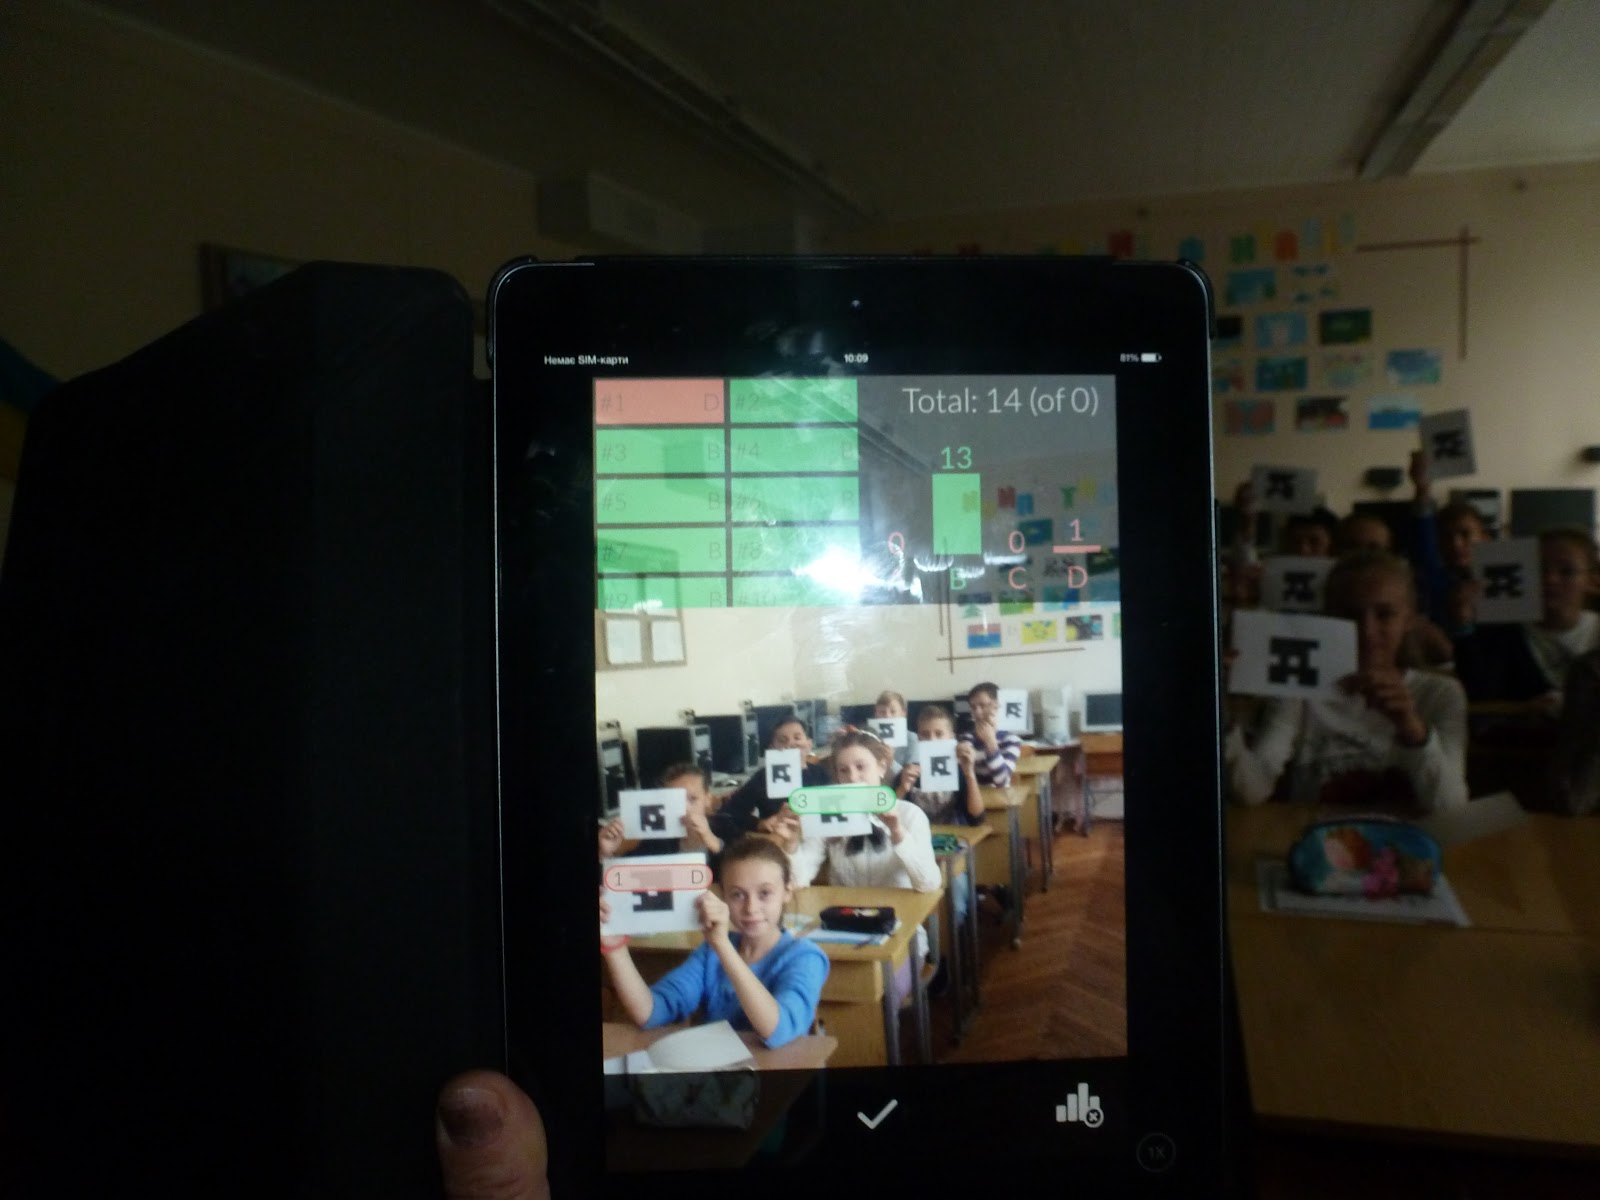 Немає SIM-карти 10:09 81%
#1 D #2 B Total: 14 (of 0)
#3 B #4 B
#5 B #6 B
#7 B #8
#9 B #10
13
0 0 1
B C D
3 B
1 D
1X